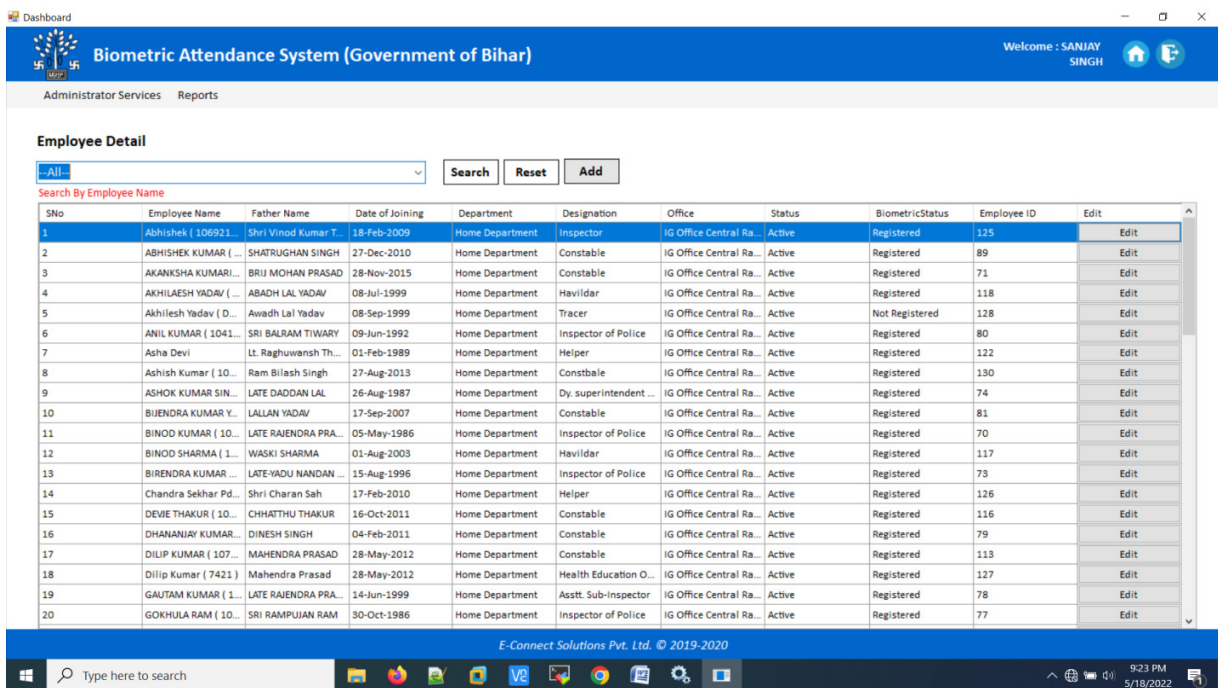 Dashboard
Biometric Attendance System (Government of Bihar)
Welcome : SANJAY
SINGH
Administrator Services Reports
Employee Detail
--All-- Search Reset Add
Search By Employee Name
SNo Employee Name Father Name Date of Joining Department Designation Office Status BiometricStatus Employee ID Edit
1 Abhishek ( 106921... Shri Vinod Kumar T... 18-Feb-2009 Home Department Inspector IG Office Central Ra... Active Registered 125 Edit
2 ABHISHEK KUMAR ( ... SHATRUGHAN SINGH 27-Dec-2010 Home Department Constable IG Office Central Ra... Active Registered 89 Edit
3 AKANKSHA KUMARI... BRIJ MOHAN PRASAD 28-Nov-2015 Home Department Constable IG Office Central Ra... Active Registered 71 Edit
4 AKHILAESH YADAV ( ... ABADH LAL YADAV 08-Jul-1999 Home Department Havildar IG Office Central Ra... Active Registered 118 Edit
5 Akhilesh Yadav ( D... Awadh Lal Yadav 08-Sep-1999 Home Department Tracer IG Office Central Ra... Active Not Registered 128 Edit
6 ANIL KUMAR ( 1041... SRI BALRAM TIWARY 09-Jun-1992 Home Department Inspector of Police IG Office Central Ra... Active Registered 80 Edit
7 Asha Devi Lt. Raghuwansh Th... 01-Feb-1989 Home Department Helper IG Office Central Ra... Active Registered 122 Edit
8 Ashish Kumar ( 10... Ram Bilash Singh 27-Aug-2013 Home Department Constbale IG Office Central Ra... Active Registered 130 Edit
9 ASHOK KUMAR SIN... LATE DADDAN LAL 26-Aug-1987 Home Department Dy. superintendent ... IG Office Central Ra... Active Registered 74 Edit
10 BIJENDRA KUMAR Y... LALLAN YADAV 17-Sep-2007 Home Department Constable IG Office Central Ra... Active Registered 81 Edit
11 BINOD KUMAR ( 10... LATE RAJENDRA PRA... 05-May-1986 Home Department Inspector of Police IG Office Central Ra... Active Registered 70 Edit
12 BINOD SHARMA ( 1... WASKI SHARMA 01-Aug-2003 Home Department Havildar IG Office Central Ra... Active Registered 117 Edit
13 BIRENDRA KUMAR ... LATE-YADU NANDAN ... 15-Aug-1996 Home Department Inspector of Police IG Office Central Ra... Active Registered 73 Edit
14 Chandra Sekhar Pd... Shri Charan Sah 17-Feb-2010 Home Department Helper IG Office Central Ra... Active Registered 126 Edit
15 DEVJE THAKUR ( 10... CHHATTHU THAKUR 16-Oct-2011 Home Department Constable IG Office Central Ra... Active Registered 116 Edit
16 DHANANJAY KUMAR... DINESH SINGH 04-Feb-2011 Home Department Constable IG Office Central Ra... Active Registered 79 Edit
17 DILIP KUMAR ( 107... MAHENDRA PRASAD 28-May-2012 Home Department Constable IG Office Central Ra... Active Registered 113 Edit
18 Dilip Kumar ( 7421 ) Mahendra Prasad 28-May-2012 Home Department Health Education O... IG Office Central Ra... Active Registered 127 Edit
19 GAUTAM KUMAR ( 1... LATE RAJENDRA PRA... 14-Jun-1999 Home Department Asstt. Sub-Inspector IG Office Central Ra... Active Registered 78 Edit
20 GOKHULA RAM ( 10... SRI RAMPUJAN RAM 30-Oct-1986 Home Department Inspector of Police IG Office Central Ra... Active Registered 77 Edit
E-Connect Solutions Pvt. Ltd. © 2019-2020
Type here to search
9:23 PM
5/18/2022